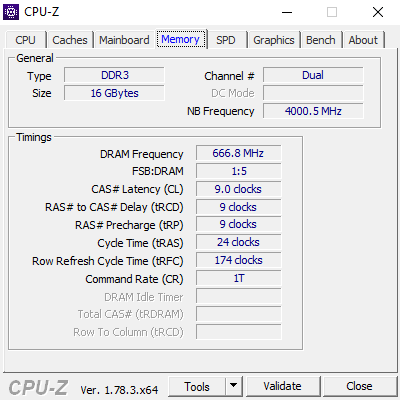 CPU-Z
CPU Caches Mainboard Memory SPD Graphics Bench About
General
Type DDR3 Channel # Dual
Size 16 GBytes DC Mode
NB Frequency 4000.5 MHz
Timings
DRAM Frequency 666.8 MHz
FSB:DRAM 1:5
CAS# Latency (CL) 9.0 clocks
RAS# to CAS# Delay (tRCD) 9 clocks
RAS# Precharge (tRP) 9 clocks
Cycle Time (tRAS) 24 clocks
Row Refresh Cycle Time (tRFC) 174 clocks
Command Rate (CR) 1T
DRAM Idle Timer
Total CAS# (tRDRAM)
Row To Column (tRCD)
CPU-Z Ver. 1.78.3.x64 Tools Validate Close